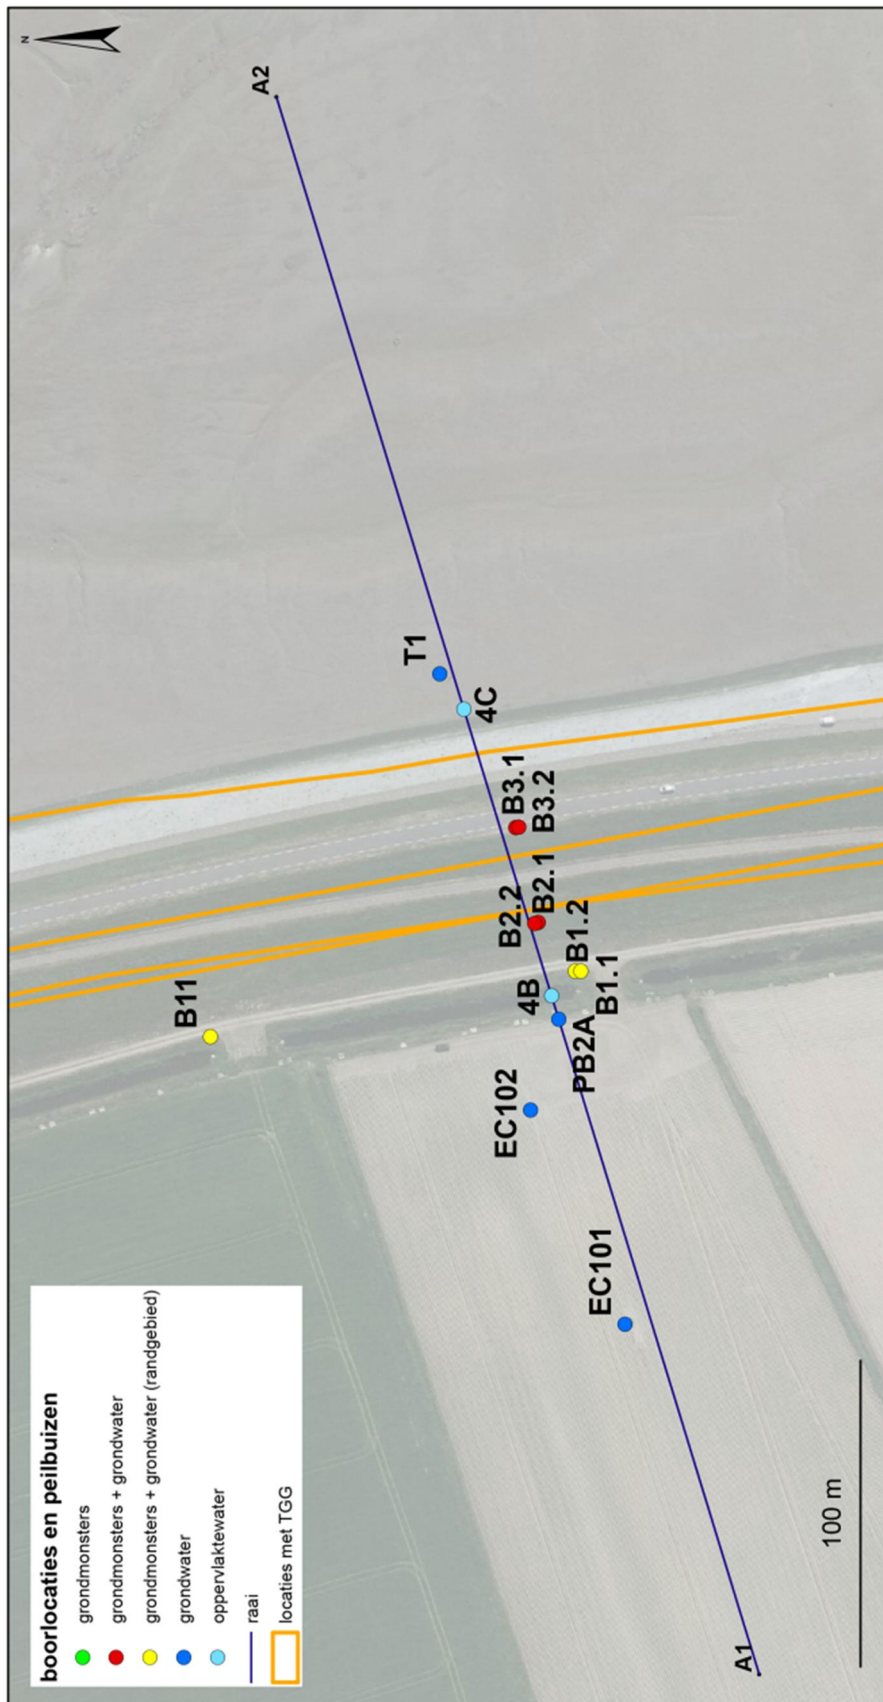 N
A2
T1
4C
B3.1
B3.2
B2.2
B2.1
B1.2
B1.1
4B
B11
PB2A
EC102
EC101
A1
boorlocaties en peilbuizen
grondmonsters
grondmonsters + grondwater
grondmonsters + grondwater (randgebied)
grondwater
oppervlaktewater
raai
locaties met TGG
100 m